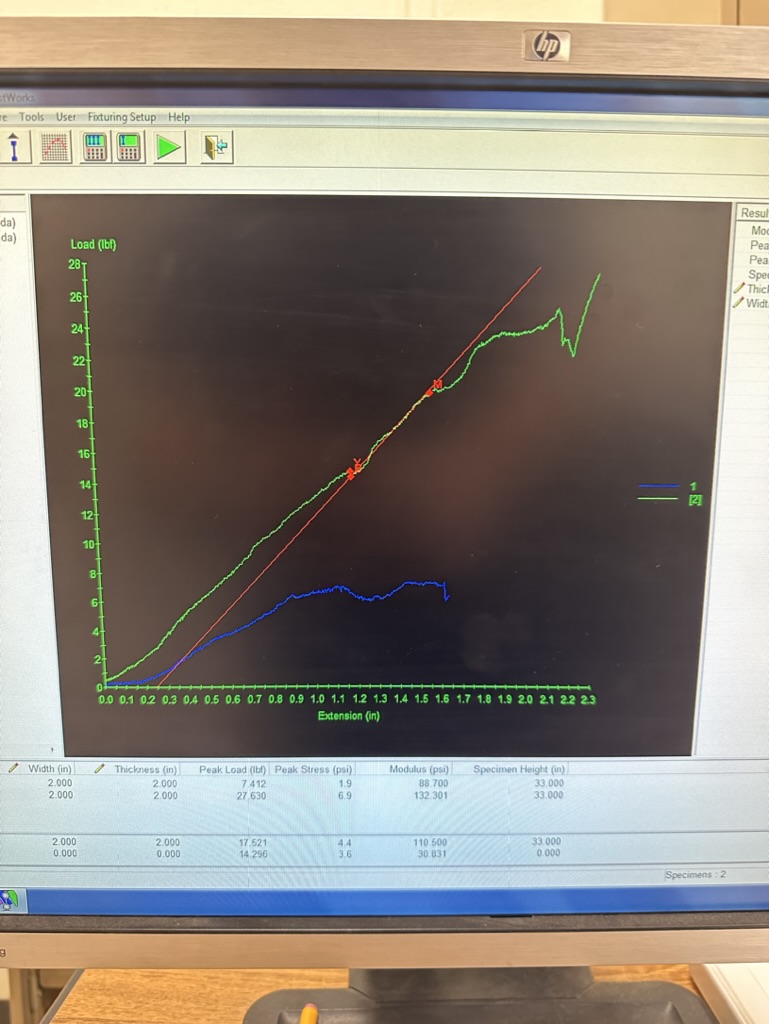 hp
stWorks
re Tools User Fixturing Setup Help
da)
da)
Load (lbf)
28
26
24
22
20
18
16
14
12
10
8
6
4
2
0
0.0 0.1 0.2 0.3 0.4 0.5 0.6 0.7 0.8 0.9 1.0 1.1 1.2 1.3 1.4 1.5 1.6 1.7 1.8 1.9 2.0 2.1 2.2 2.3
Extension (in)
M
Y
1
[2]
Resul
Moc
Pea
Pea
Spe
Thic
Widt
Width (in) Thickness (in) Peak Load (lbf) Peak Stress (psi) Modulus (psi) Specimen Height (in)
2.000 2.000 7.412 1.9 88.700 33.000
2.000 2.000 27.630 6.9 132.301 33.000
2.000 2.000 17.521 4.4 110.500 33.000
0.000 0.000 14.296 3.6 30.831 0.000
Specimens : 2
g